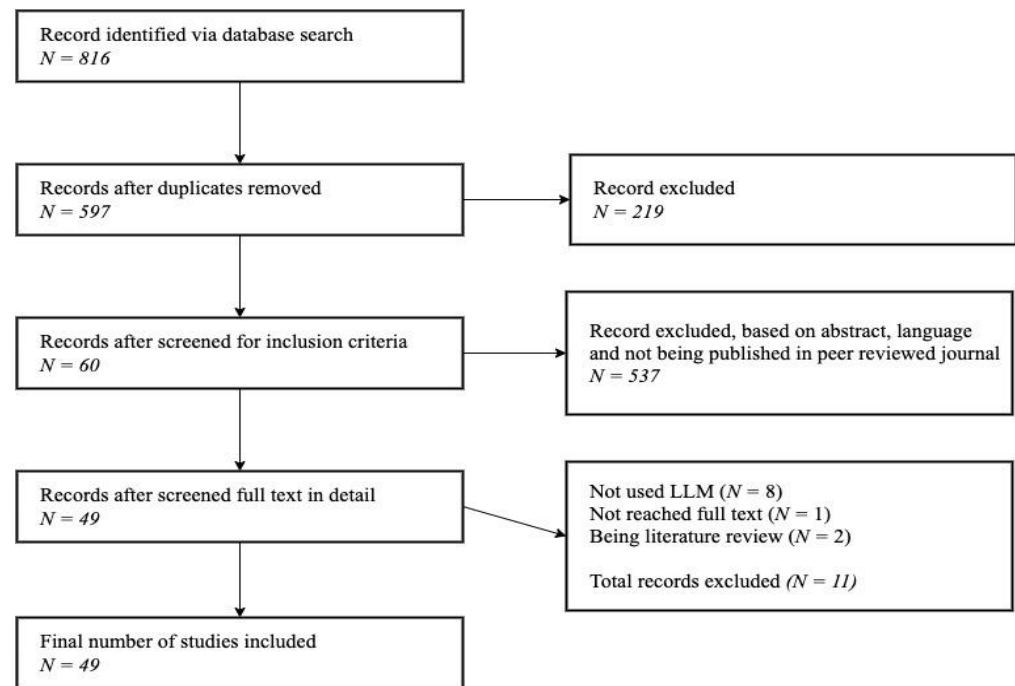 Record identified via database search
N = 816
Records after duplicates removed
N = 597
Record excluded
N = 219
Records after screened for inclusion criteria
N = 60
Record excluded, based on abstract, language
and not being published in peer reviewed journal
N = 537
Records after screened full text in detail
N = 49
Not used LLM (N = 8)
Not reached full text (N = 1)
Being literature review (N = 2)
Total records excluded (N = 11)
Final number of studies included
N = 49